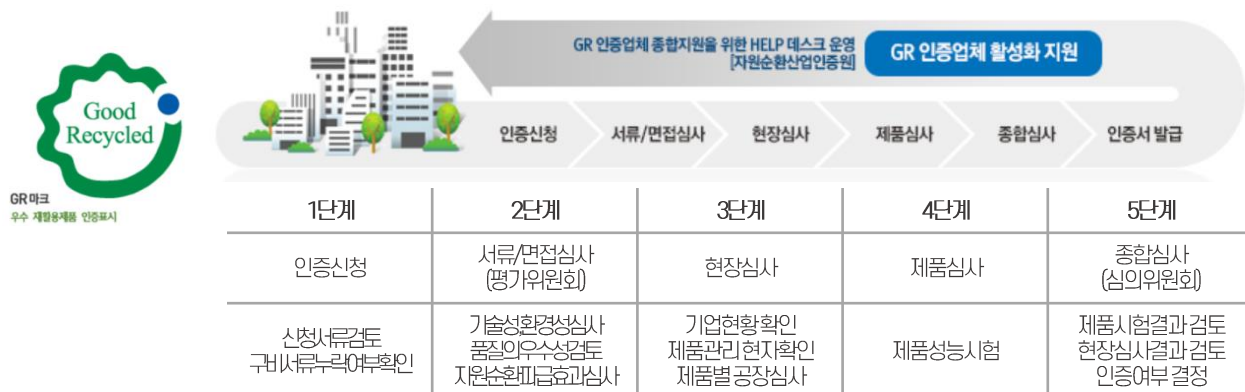 GR 인증업체 종합지원을 위한 HELP 데스크 운영
[자원순환산업인증원]
GR 인증업체 활성화 지원
Good
Recycled
인증신청
서류/면접심사
현장심사
제품심사
종합심사
인증서 발급
GR마크
우수 재활용제품 인증표시
1단계
2단계
3단계
4단계
5단계
인증신청
서류/면접심사
(평가위원회)
현장심사
제품심사
종합심사
(심의위원회)
신청서류검토
구비서류누락여부확인
기술성,환경성심사
품질의우수성검토
자원순환파급효과심사
기업현황 확인
제품관리 현자확인
제품별 공장심사
제품성능시험
제품시험결과 검토
현장심사결과 검토
인증여부 결정